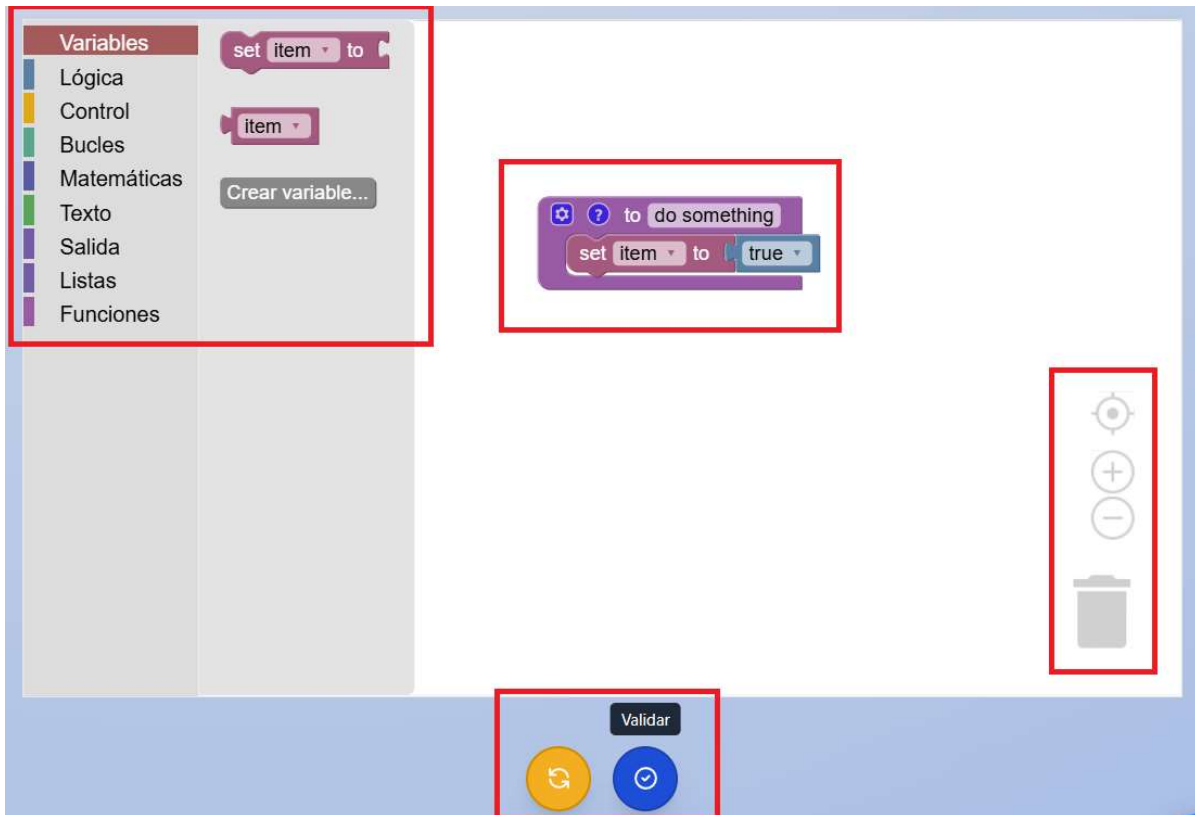 Variables
Lógica
Control
Bucles
Matemáticas
Texto
Salida
Listas
Funciones
set item to
item
Crear variable...
? to do something
set item to true
Validar